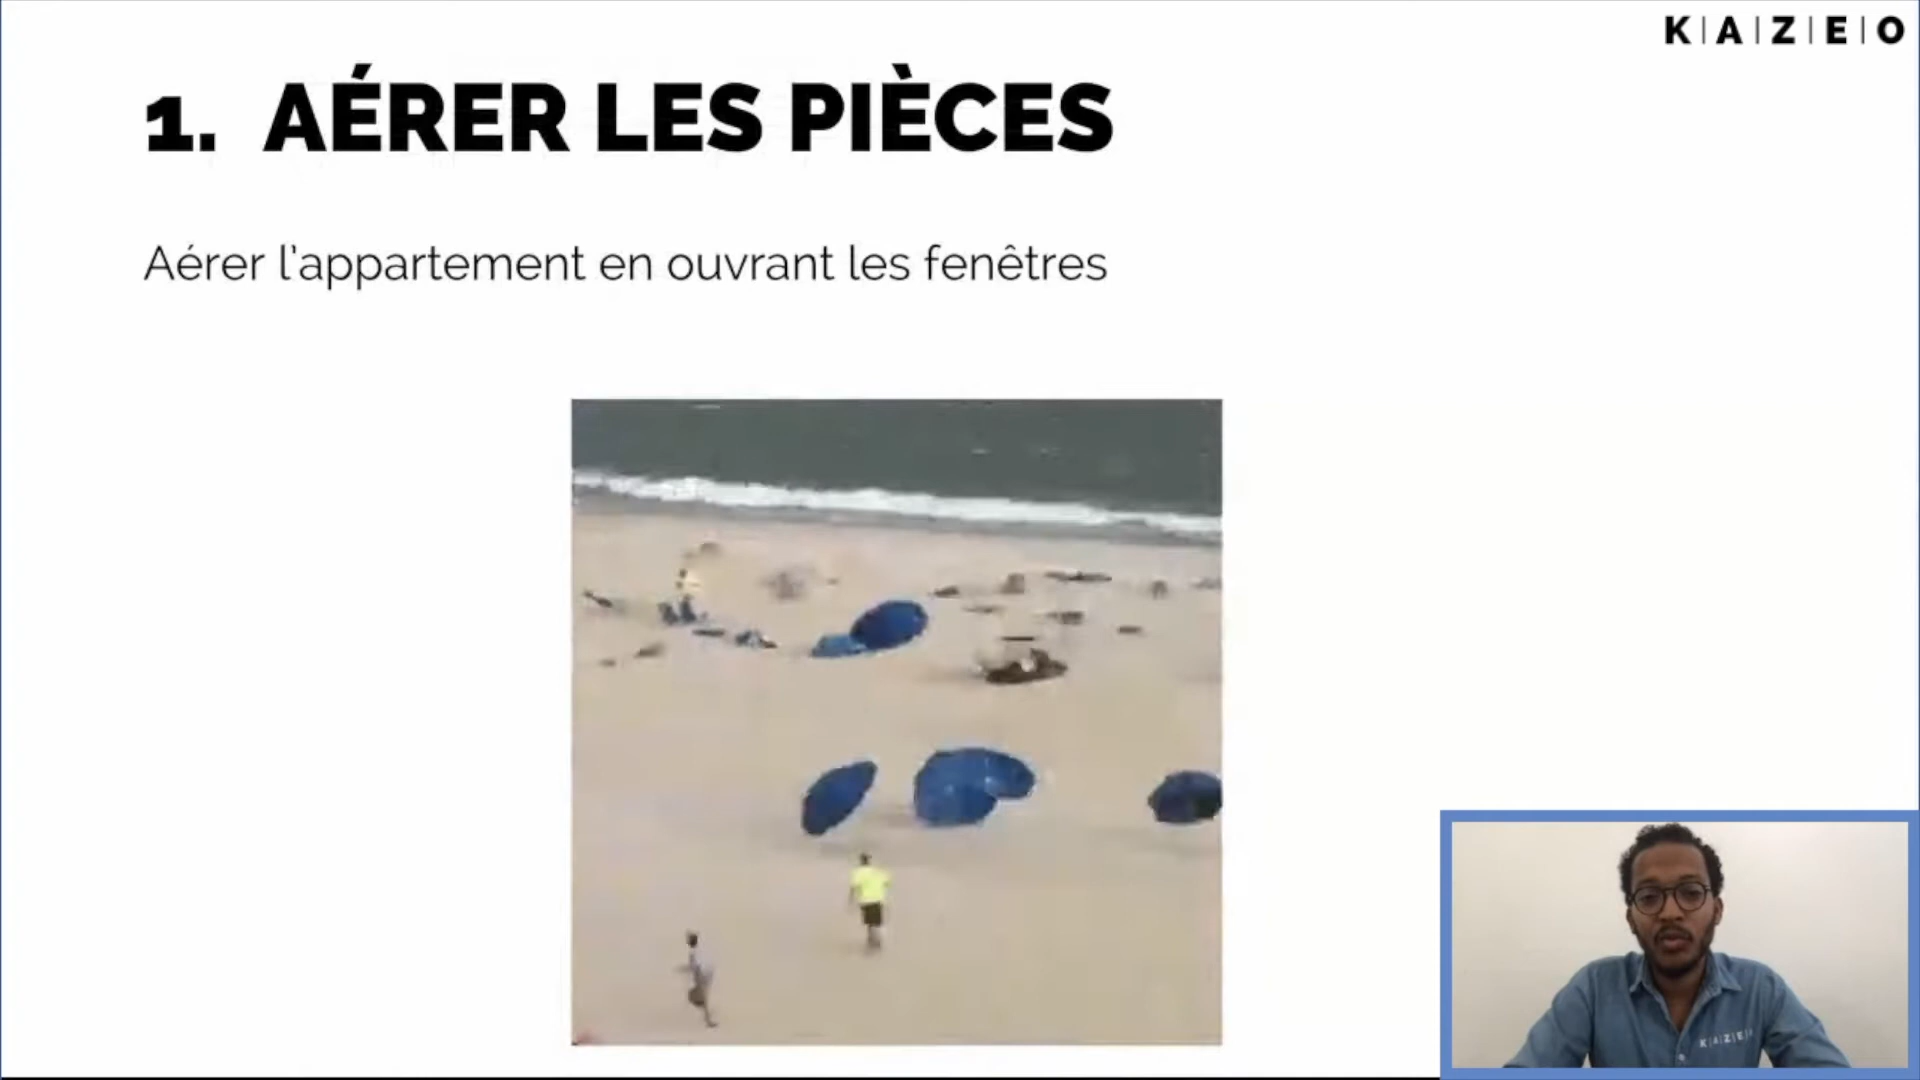 K|A|Z|E|O
1. AÉRER LES PIÈCES
Aérer l'appartement en ouvrant les fenêtres
K|A|Z|E|O